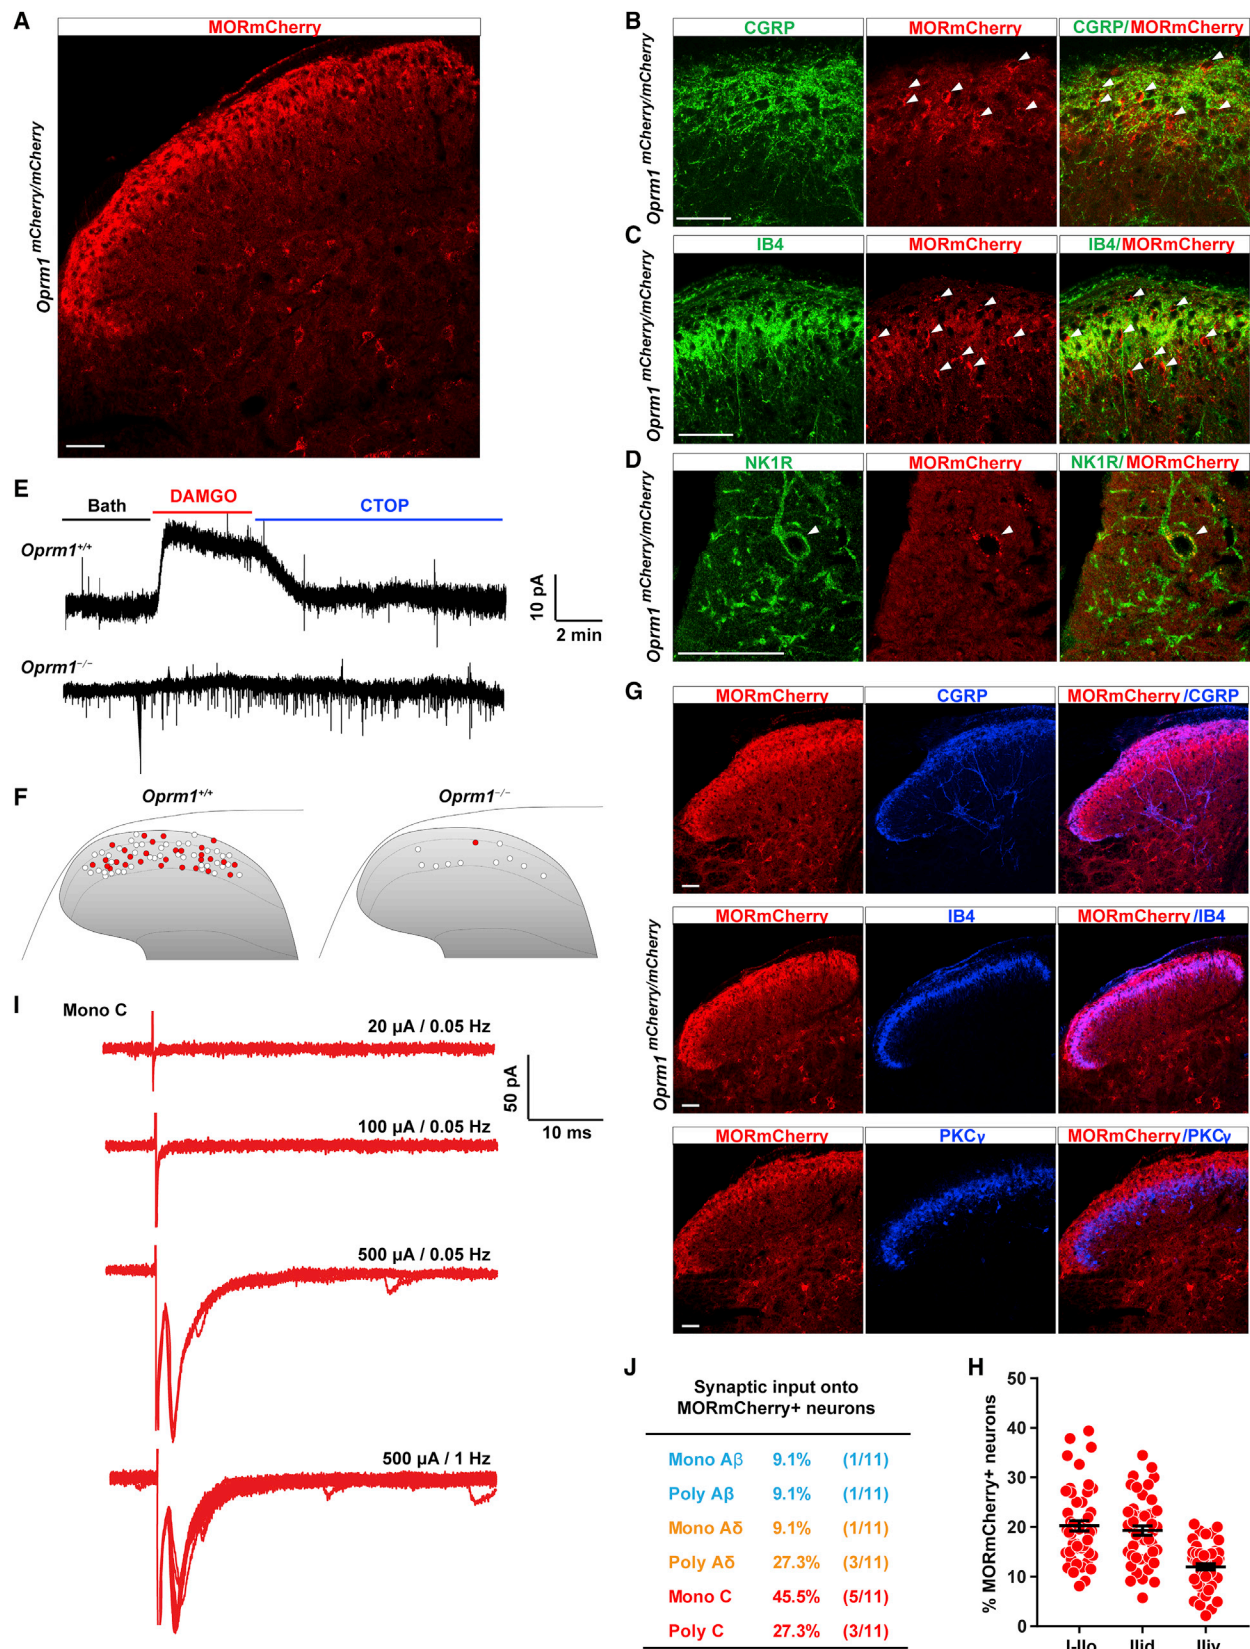 A
MORmCherry
Oprm1 mCherry/mCherry
B
CGRP
MORmCherry
CGRP/MORmCherry
Oprm1 mCherry/mCherry
C
IB4
MORmCherry
IB4/MORmCherry
Oprm1 mCherry/mCherry
D
NK1R
MORmCherry
NK1R/MORmCherry
Oprm1 mCherry/mCherry
E
Bath
DAMGO
CTOP
Oprm1+/+
10 pA
2 min
Oprm1−/−
F
Oprm1+/+
Oprm1−/−
G
MORmCherry
CGRP
MORmCherry/CGRP
MORmCherry
IB4
MORmCherry/IB4
Oprm1 mCherry/mCherry
MORmCherry
PKCγ
MORmCherry/PKCγ
I
Mono C
20 µA / 0.05 Hz
50 pA
10 ms
100 µA / 0.05 Hz
500 µA / 0.05 Hz
500 µA / 1 Hz
J
Synaptic input onto
MORmCherry+ neurons
Mono Aβ 9.1% (1/11)
Poly Aβ 9.1% (1/11)
Mono Aδ 9.1% (1/11)
Poly Aδ 27.3% (3/11)
Mono C 45.5% (5/11)
Poly C 27.3% (3/11)
H
% MORmCherry+ neurons
50
40
30
20
10
0
I-IIo
IIid
IIiv